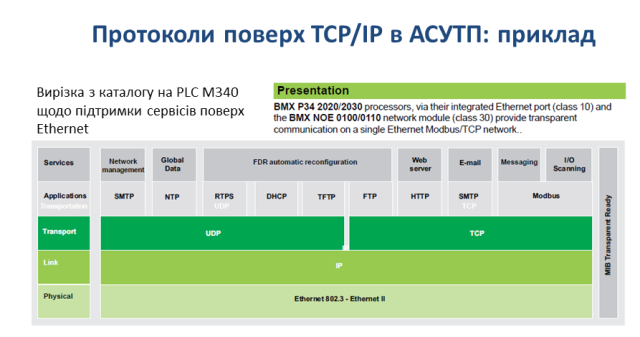 Протоколи поверх TCP/IP в АСУТП: приклад
Вирізка з каталогу на PLC M340
щодо підтримки сервісів поверх
Ethernet
Presentation
BMX P34 2020/2030 processors, via their integrated Ethernet port (class 10) and
the BMX NOE 0100/0110 network module (class 30) provide transparent
communication on a single Ethernet Modbus/TCP network..
Services
Network
management
Global
Data
FDR automatic reconfiguration
Web
server
E-mail
Messaging
I/O
Scanning
Applications
Transportation
SMTP
NTP
RTPS
UDP
DHCP
TFTP
FTP
HTTP
SMTP
TCP
Modbus
Transport
UDP
TCP
Link
IP
Physical
Ethernet 802.3 - Ethernet II
MIB Transparent Ready